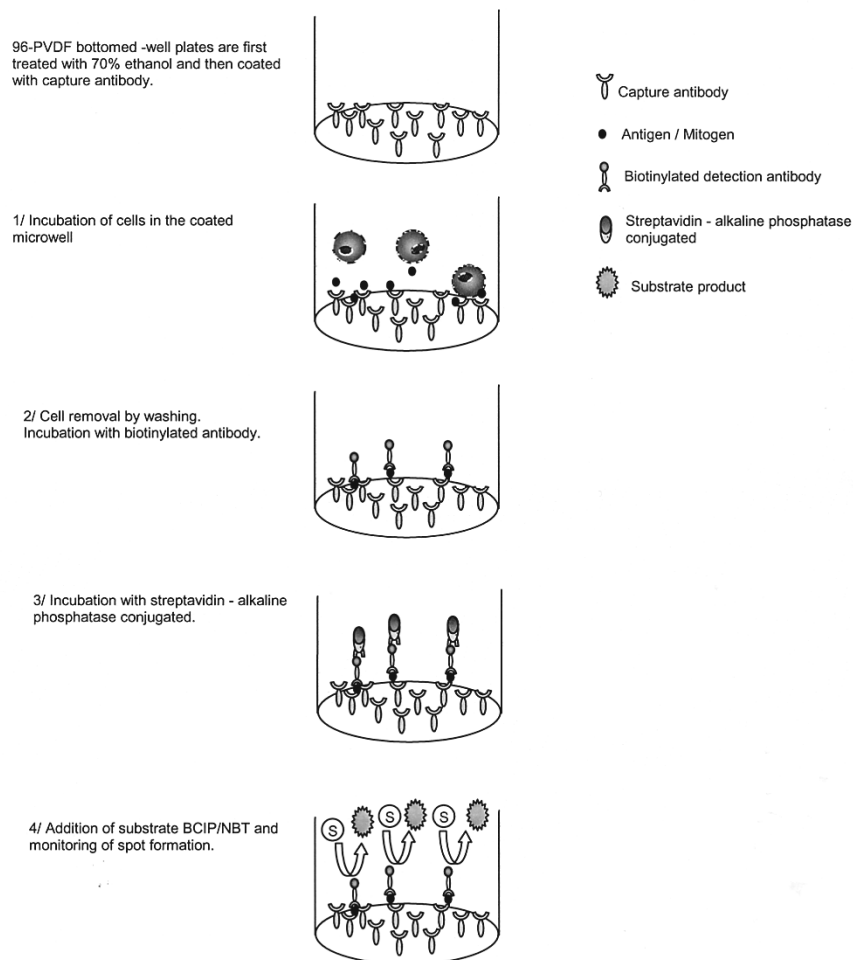 96-PVDF bottomed -well plates are first
treated with 70% ethanol and then coated
with capture antibody.
Capture antibody
Antigen / Mitogen
Biotinylated detection antibody
Streptavidin - alkaline phosphatase
conjugated
Substrate product
1/ Incubation of cells in the coated
microwell
2/ Cell removal by washing.
Incubation with biotinylated antibody.
3/ Incubation with streptavidin - alkaline
phosphatase conjugated.
4/ Addition of substrate BCIP/NBT and
monitoring of spot formation.
S
S
S